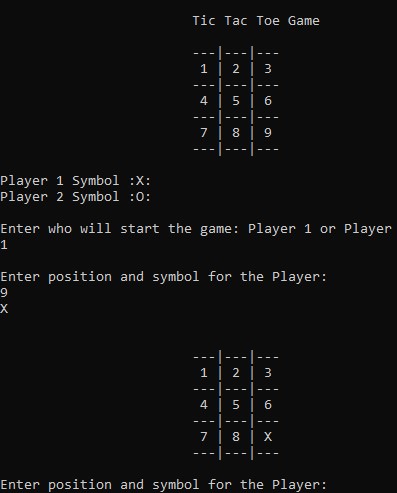 Tic Tac Toe Game
---|---|---
1 | 2 | 3
---|---|---
4 | 5 | 6
---|---|---
7 | 8 | 9
---|---|---
Player 1 Symbol :X:
Player 2 Symbol :O:
Enter who will start the game: Player 1 or Player
1
Enter position and symbol for the Player:
9
X
---|---|---
1 | 2 | 3
---|---|---
4 | 5 | 6
---|---|---
7 | 8 | X
---|---|---
Enter position and symbol for the Player: